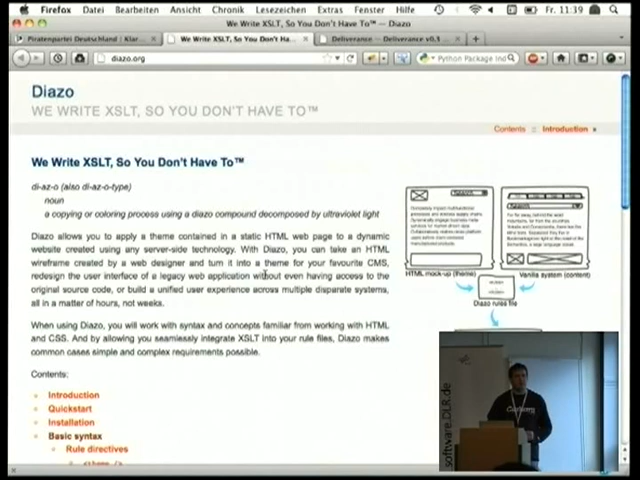 Firefox Datei Bearbeiten Ansicht Chronik Lesezeichen Extras Fenster Hilfe Fr. 11:39
We Write XSLT, So You Don't Have To™ — Diazo
Piratenpartei Deutschland | Klar... We Write XSLT, So You Don't Ha... Deliverance — Deliverance v0.3...
diazo.org Python Package Ind
Diazo
WE WRITE XSLT, SO YOU DON'T HAVE TO™
Contents :: Introduction »
We Write XSLT, So You Don't Have To™
di-az-o (also di-az-o-type)
noun
a copying or coloring process using a diazo compound decomposed by ultraviolet light
Diazo allows you to apply a theme contained in a static HTML web page to a dynamic
website created using any server-side technology. With Diazo, you can take an HTML
wireframe created by a web designer and turn it into a theme for your favourite CMS,
redesign the user interface of a legacy web application without even having access to the
original source code, or build a unified user experience across multiple disparate systems,
all in a matter of hours, not weeks.
HTML mock-up (theme)
Vanilla system (content)
Diazo rules file
When using Diazo, you will work with syntax and concepts familiar from working with HTML
and CSS. And by allowing you seamlessly integrate XSLT into your rule files, Diazo makes
common cases simple and complex requirements possible.
Contents:
Introduction
Quickstart
Installation
Basic syntax
Rule directives
software.DLR.de